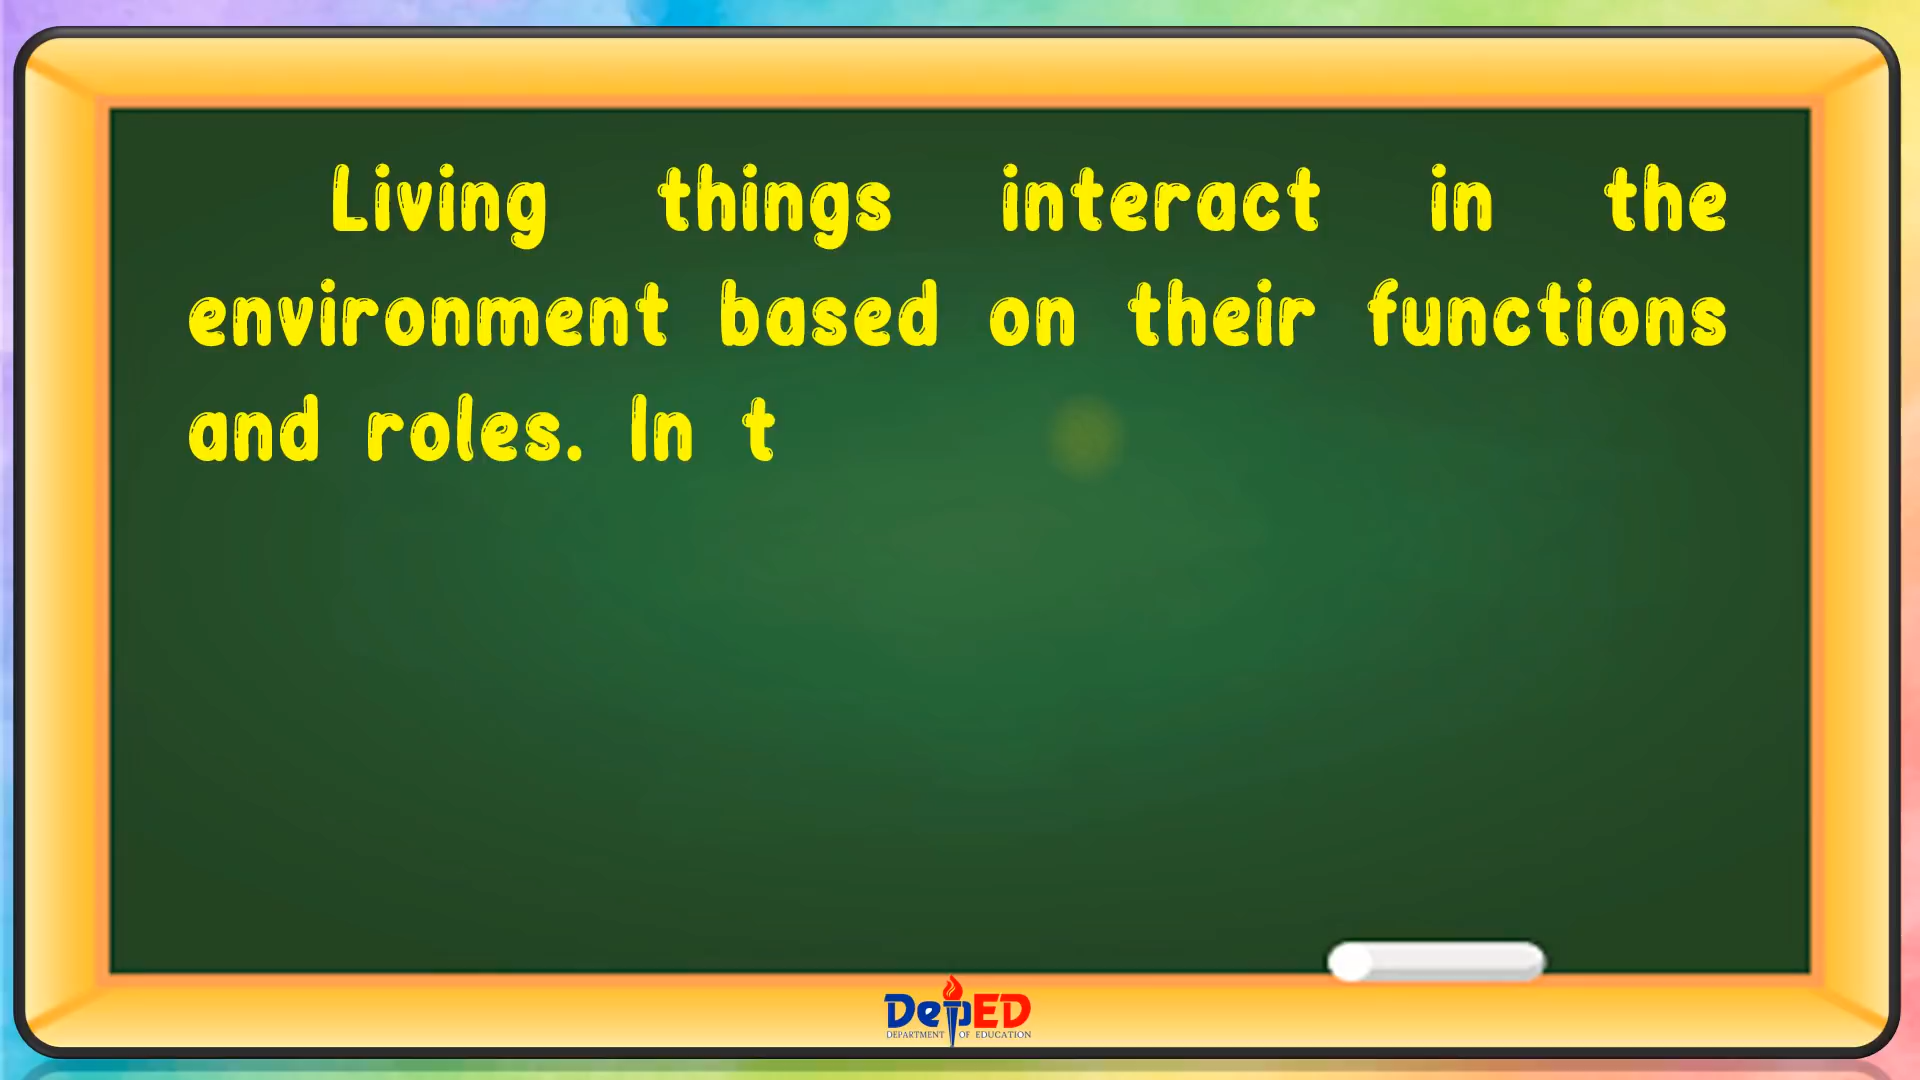 Living things interact in the
environment based on their functions
and roles. In t
DepED
DEPARTMENT OF EDUCATION